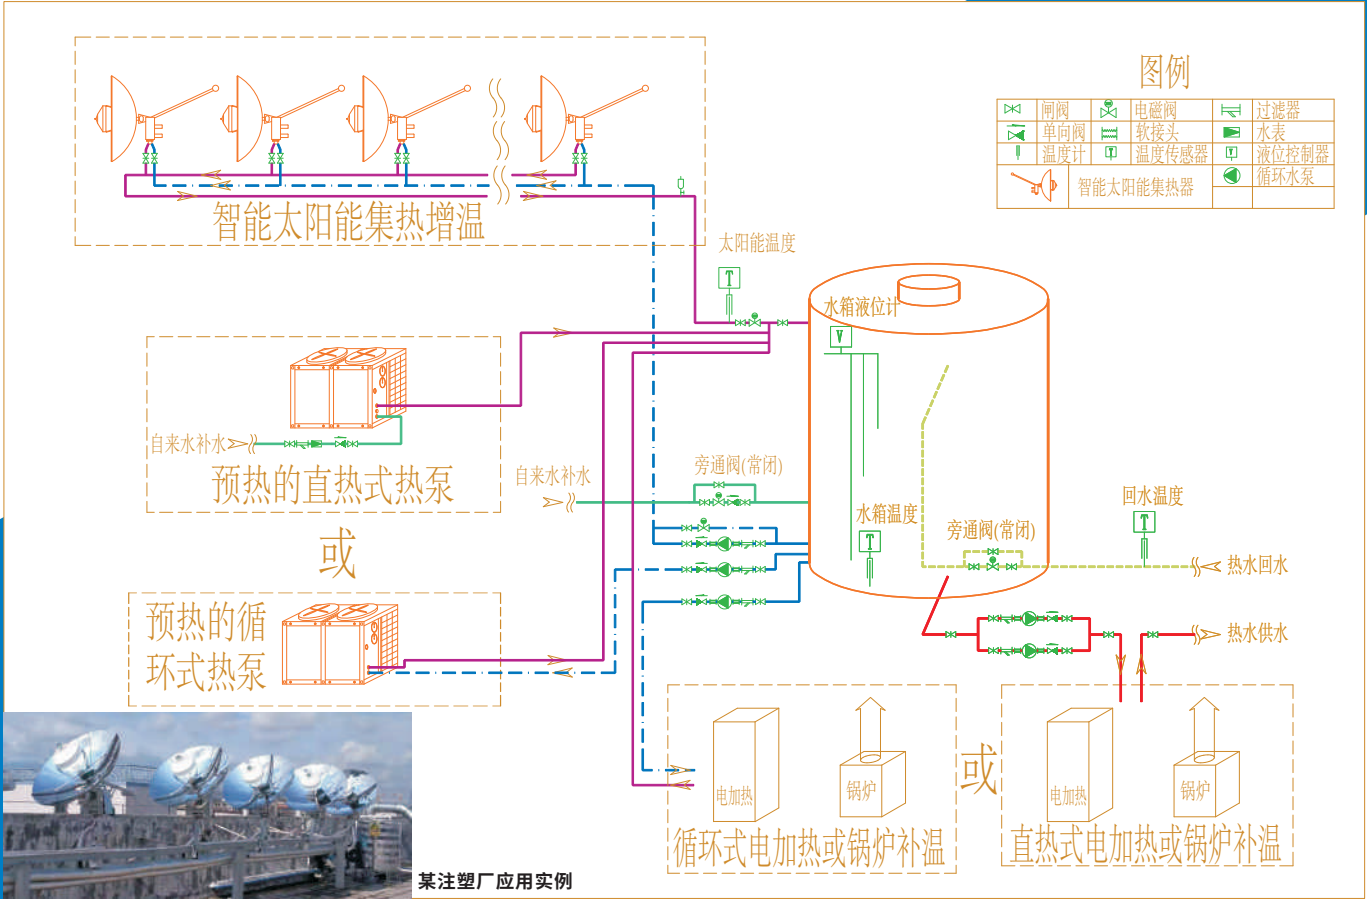 图例
闸阀
电磁阀
过滤器
单向阀
软接头
水表
温度计
T
温度传感器
T
液位控制器
智能太阳能集热器
循环水泵
智能太阳能集热增温
太阳能温度
T
水箱液位计
V
自来水补水
预热的直热式热泵
或
自来水补水
旁通阀(常闭)
水箱温度
T
旁通阀(常闭)
回水温度
T
热水回水
热水供水
预热的循
环式热泵
电加热
锅炉
循环式电加热或锅炉补温
或
电加热
锅炉
直热式电加热或锅炉补温
某注塑厂应用实例